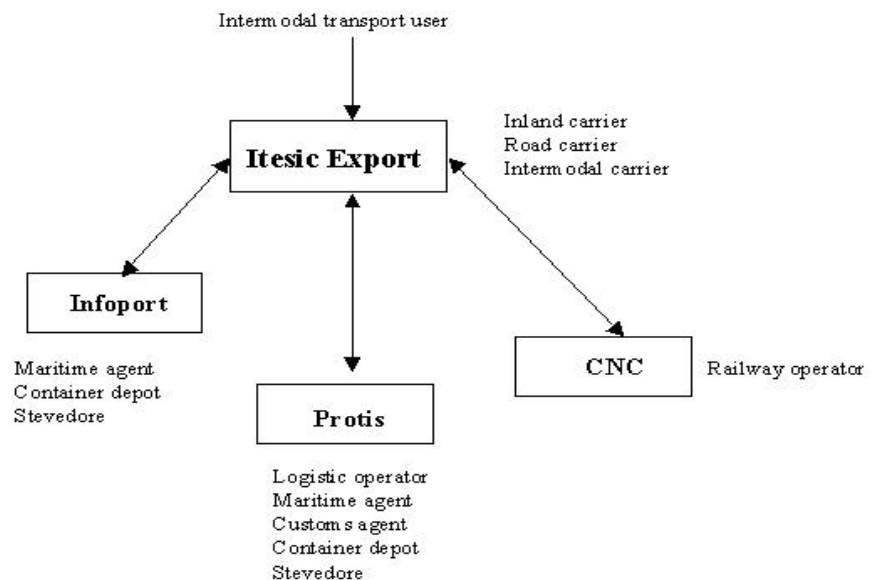 Intermodal transport user
Inland carrier
Road carrier
Intermodal carrier
Itesic Export
Infoport
Maritime agent
Container depot
Stevedore
CNC
Railway operator
Protis
Logistic operator
Maritime agent
Customs agent
Container depot
Stevedore